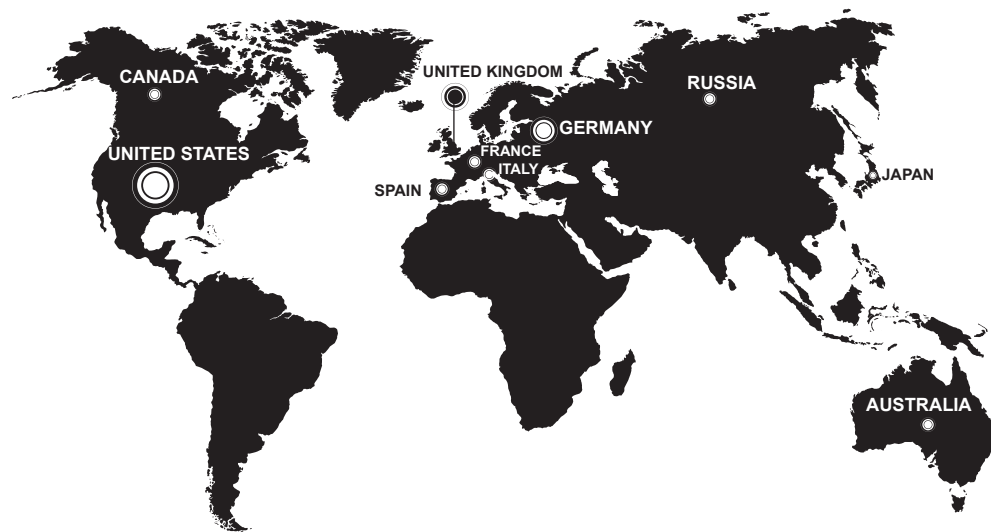 UNITED KINGDOM
CANADA
RUSSIA
GERMANY
UNITED STATES
FRANCE
ITALY
SPAIN
JAPAN
AUSTRALIA